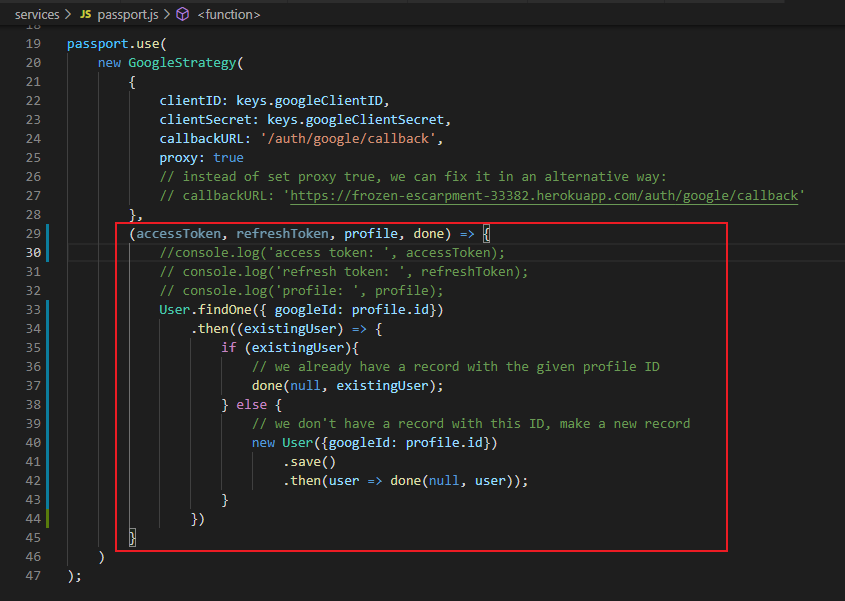 services > JS passport.js > <function>
18
19 passport.use(
20 new GoogleStrategy(
21 {
22 clientID: keys.googleClientID,
23 clientSecret: keys.googleClientSecret,
24 callbackURL: '/auth/google/callback',
25 proxy: true
26 // instead of set proxy true, we can fix it in an alternative way:
27 // callbackURL: 'https://frozen-escarpment-33382.herokuapp.com/auth/google/callback'
28 },
29 (accessToken, refreshToken, profile, done) => {
30 //console.log('access token: ', accessToken);
31 // console.log('refresh token: ', refreshToken);
32 // console.log('profile: ', profile);
33 User.findOne({ googleId: profile.id})
34 .then((existingUser) => {
35 if (existingUser){
36 // we already have a record with the given profile ID
37 done(null, existingUser);
38 } else {
39 // we don't have a record with this ID, make a new record
40 new User({googleId: profile.id})
41 .save()
42 .then(user => done(null, user));
43 }
44 })
45 }
46 )
47 );